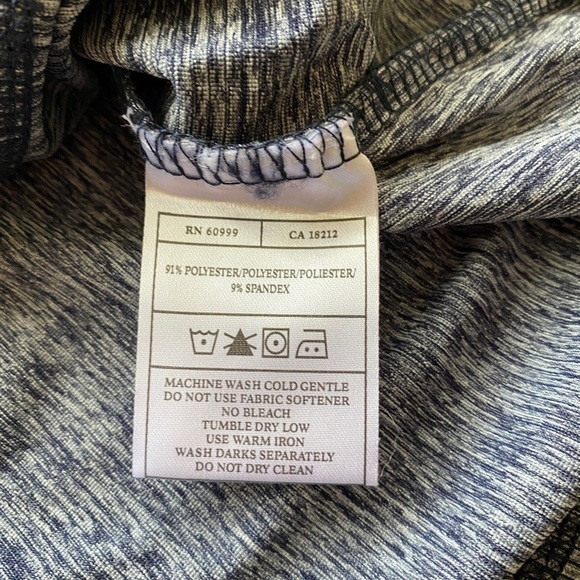 RN 60999 CA 18212
91% POLYESTER/POLYESTER/POLIESTER/
9% SPANDEX
MACHINE WASH COLD GENTLE
DO NOT USE FABRIC SOFTENER
NO BLEACH
TUMBLE DRY LOW
USE WARM IRON
WASH DARKS SEPARATELY
DO NOT DRY CLEAN